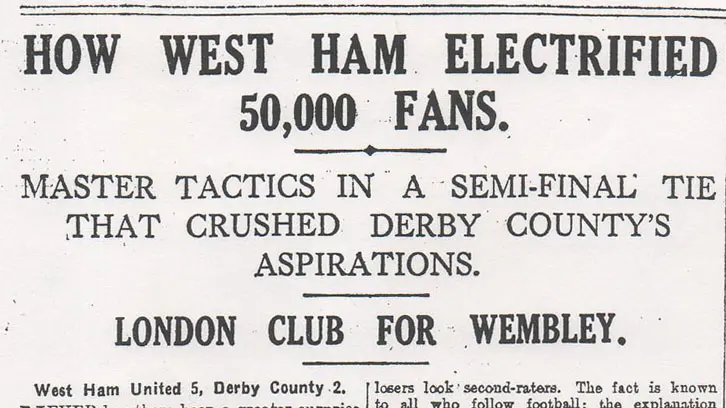 HOW WEST HAM ELECTRIFIED
50,000 FANS.
MASTER TACTICS IN A SEMI-FINAL TIE
THAT CRUSHED DERBY COUNTY'S
ASPIRATIONS.
LONDON CLUB FOR WEMBLEY.
West Ham United 5, Derby County 2.
losers look second-raters. The fact is known
to all who follow football: the explanation